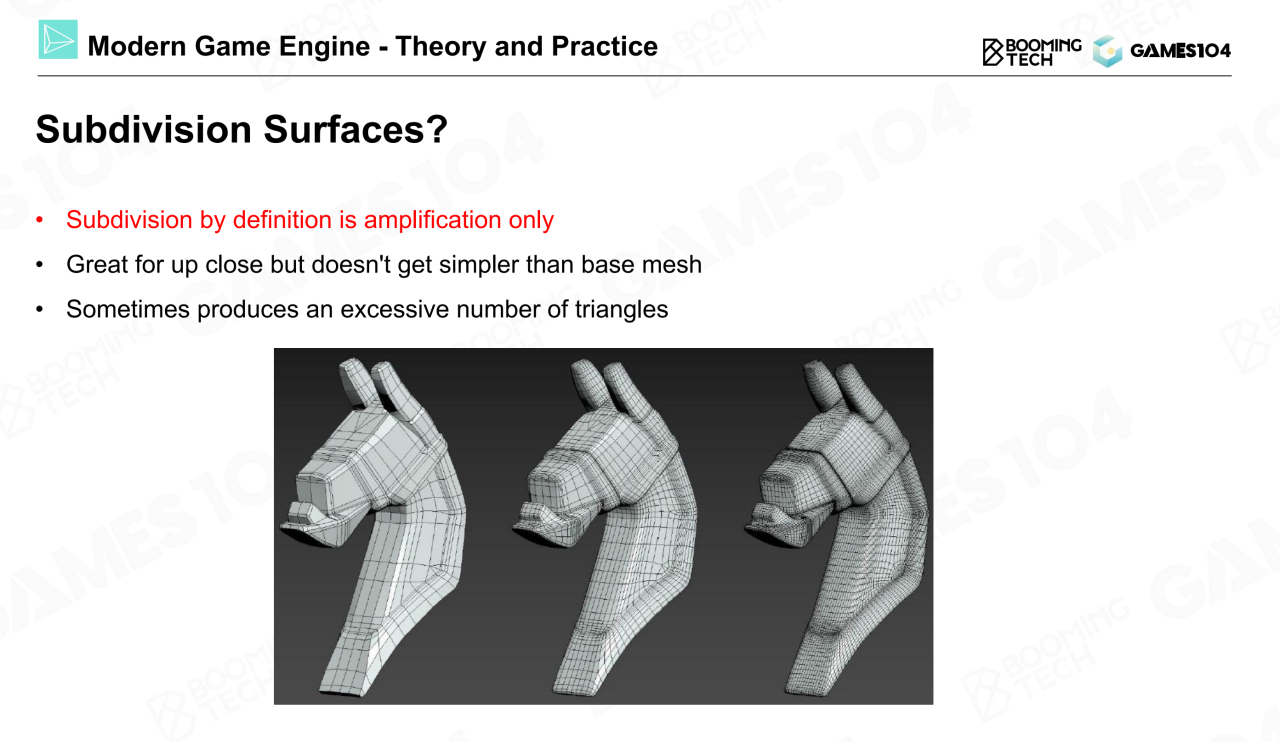 Modern Game Engine - Theory and Practice
BOOMING
TECH
GAMES104
Subdivision Surfaces?
• Subdivision by definition is amplification only
• Great for up close but doesn't get simpler than base mesh
• Sometimes produces an excessive number of triangles